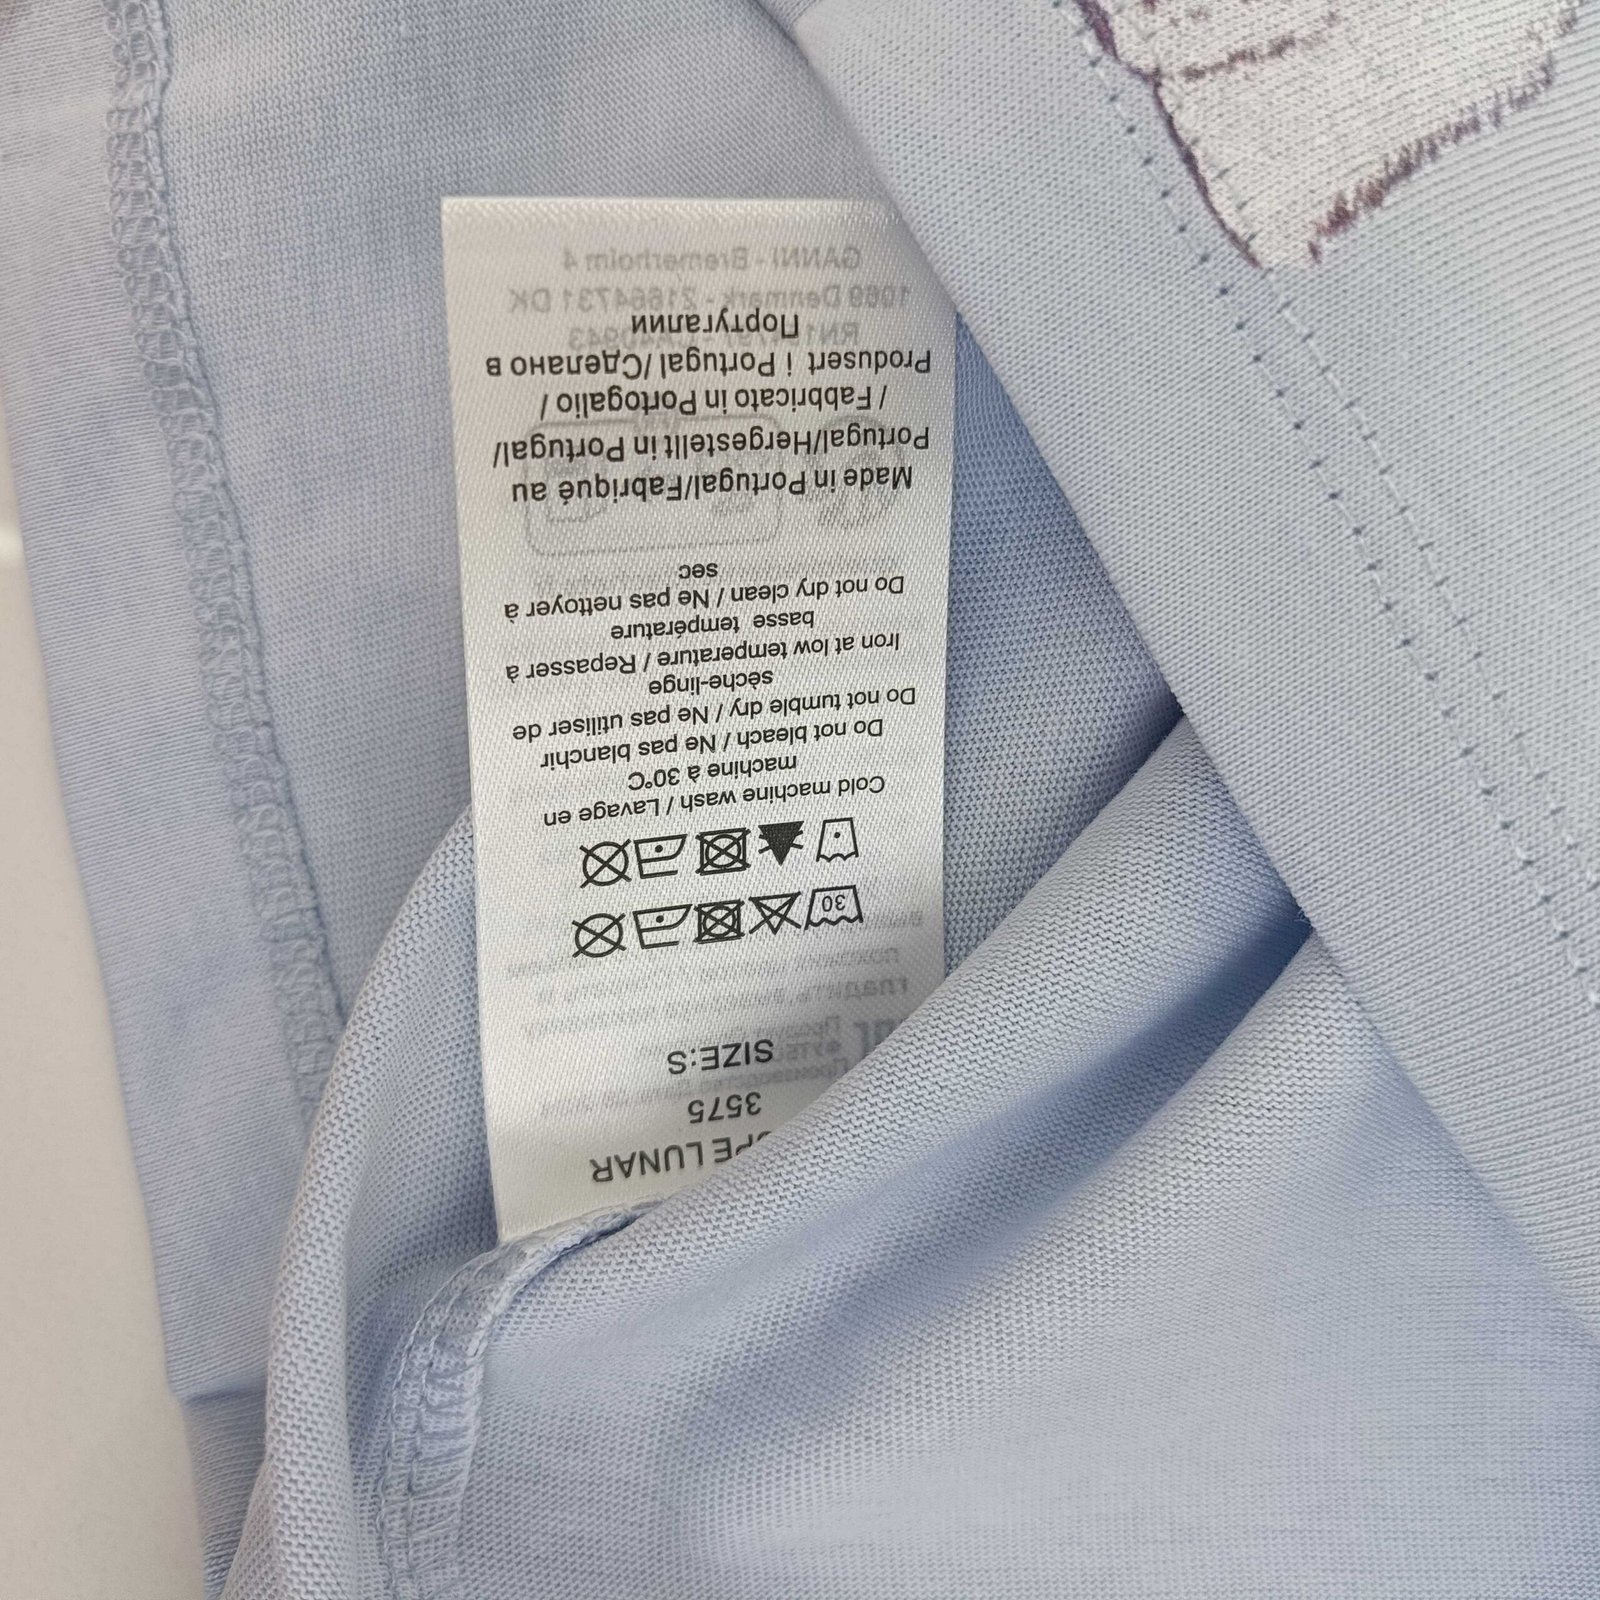 LUNAR
3575
SIZE:S
30
Cold machine wash / Lavage en
machine à 30°C
Do not bleach / Ne pas blanchir
Do not tumble dry / Ne pas utiliser de
sèche-linge
Iron at low temperature / Repasser à
basse température
Do not dry clean / Ne pas nettoyer à
sec
Made in Portugal/Fabriqué au
Portugal/Hergestellt in Portugal/
/ Fabbricato in Portogallo /
Produsert i Portugal/Сделано в
Португалии
GANNI - Bremerholm 4
1069 Denmark - 21664731 DK